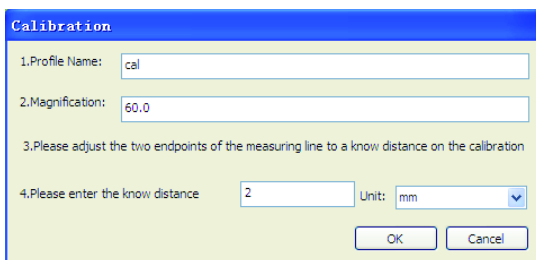 Calibration
1.Profile Name: cal
2.Magnification: 60.0
3.Please adjust the two endpoints of the measuring line to a know distance on the calibration
4.Please enter the know distance 2 Unit: mm
OK Cancel